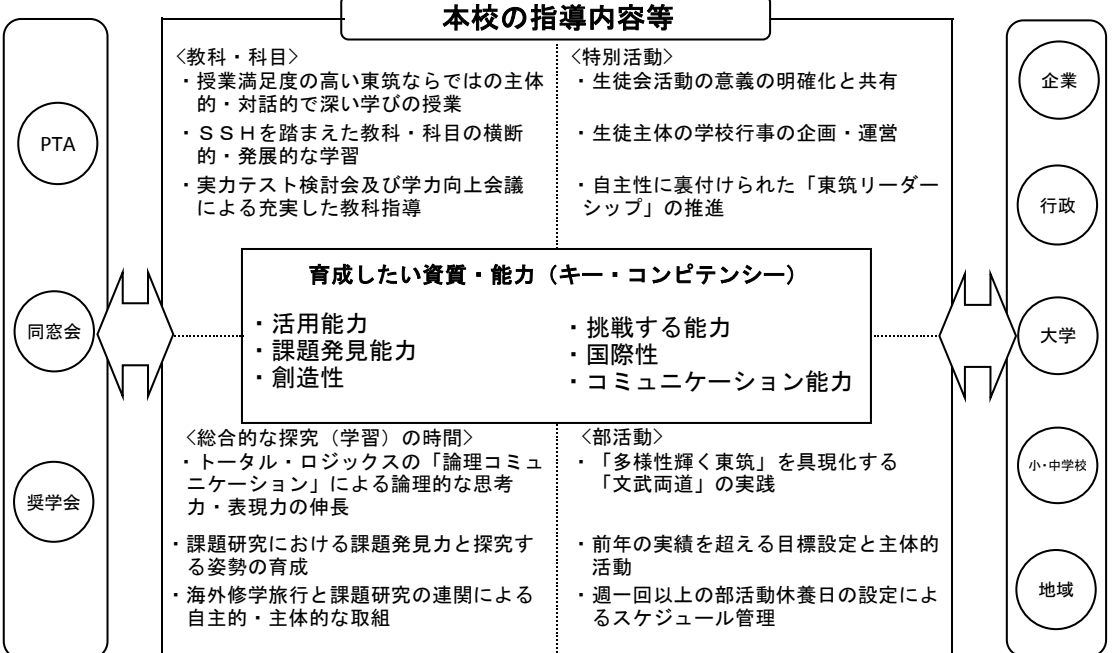 本校の指導内容等
PTA
同窓会
奨学会
〈教科・科目〉
・授業満足度の高い東筑ならではの主体
的・対話的で深い学びの授業
・ＳＳＨを踏まえた教科・科目の横断
的・発展的な学習
・実力テスト検討会及び学力向上会議
による充実した教科指導
〈特別活動〉
・生徒会活動の意義の明確化と共有
・生徒主体の学校行事の企画・運営
・自主性に裏付けられた「東筑リーダー
シップ」の推進
育成したい資質・能力（キー・コンピテンシー）
・活用能力
・課題発見能力
・創造性
・挑戦する能力
・国際性
・コミュニケーション能力
〈総合的な探究（学習）の時間〉
・トータル・ロジックスの「論理コミュ
ニケーション」による論理的な思考
力・表現力の伸長
・課題研究における課題発見力と探究す
る姿勢の育成
・海外修学旅行と課題研究の連関による
自主的・主体的な取組
〈部活動〉
・「多様性輝く東筑」を具現化する
「文武両道」の実践
・前年の実績を超える目標設定と主体的
活動
・週一回以上の部活動休養日の設定によ
るスケジュール管理
企業
行政
大学
小・中学校
地域